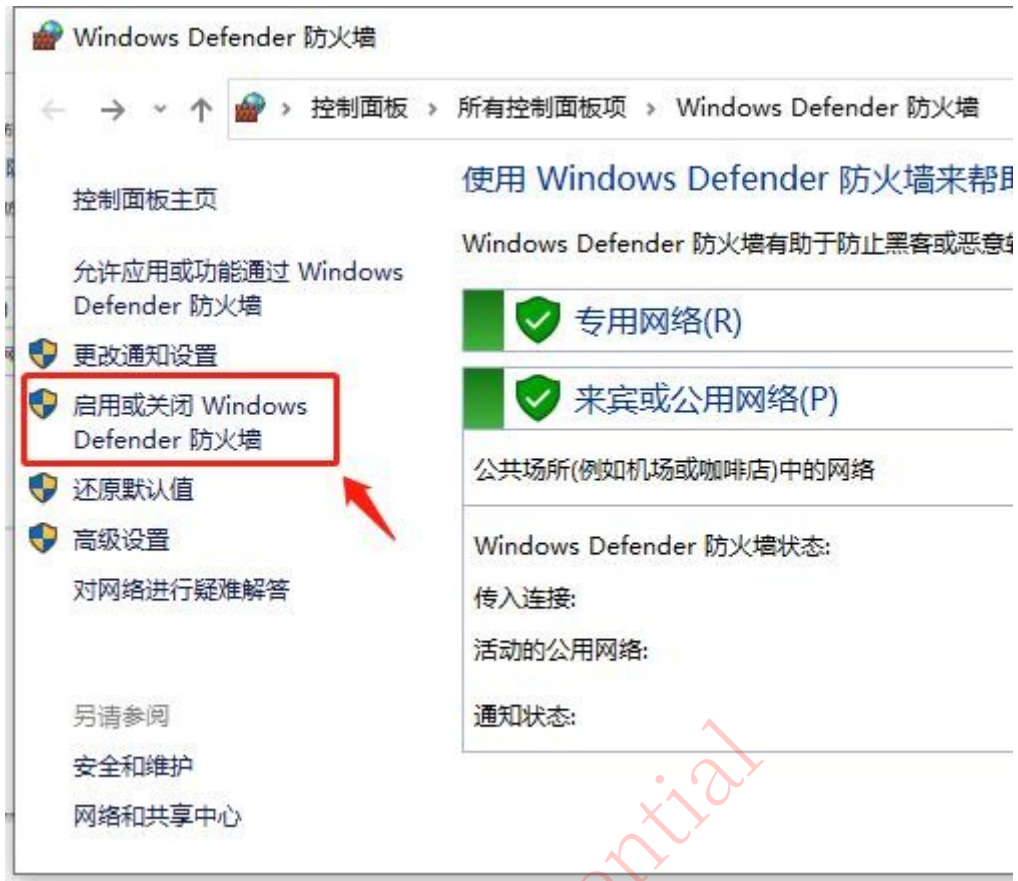 Windows Defender 防火墙
控制面板 › 所有控制面板项 › Windows Defender 防火墙
控制面板主页
允许应用或功能通过 Windows
Defender 防火墙
更改通知设置
启用或关闭 Windows
Defender 防火墙
还原默认值
高级设置
对网络进行疑难解答
另请参阅
安全和维护
网络和共享中心
使用 Windows Defender 防火墙来帮
Windows Defender 防火墙有助于防止黑客或恶意
专用网络(R)
来宾或公用网络(P)
公共场所(例如机场或咖啡店)中的网络
Windows Defender 防火墙状态:
传入连接:
活动的公用网络:
通知状态:
ential